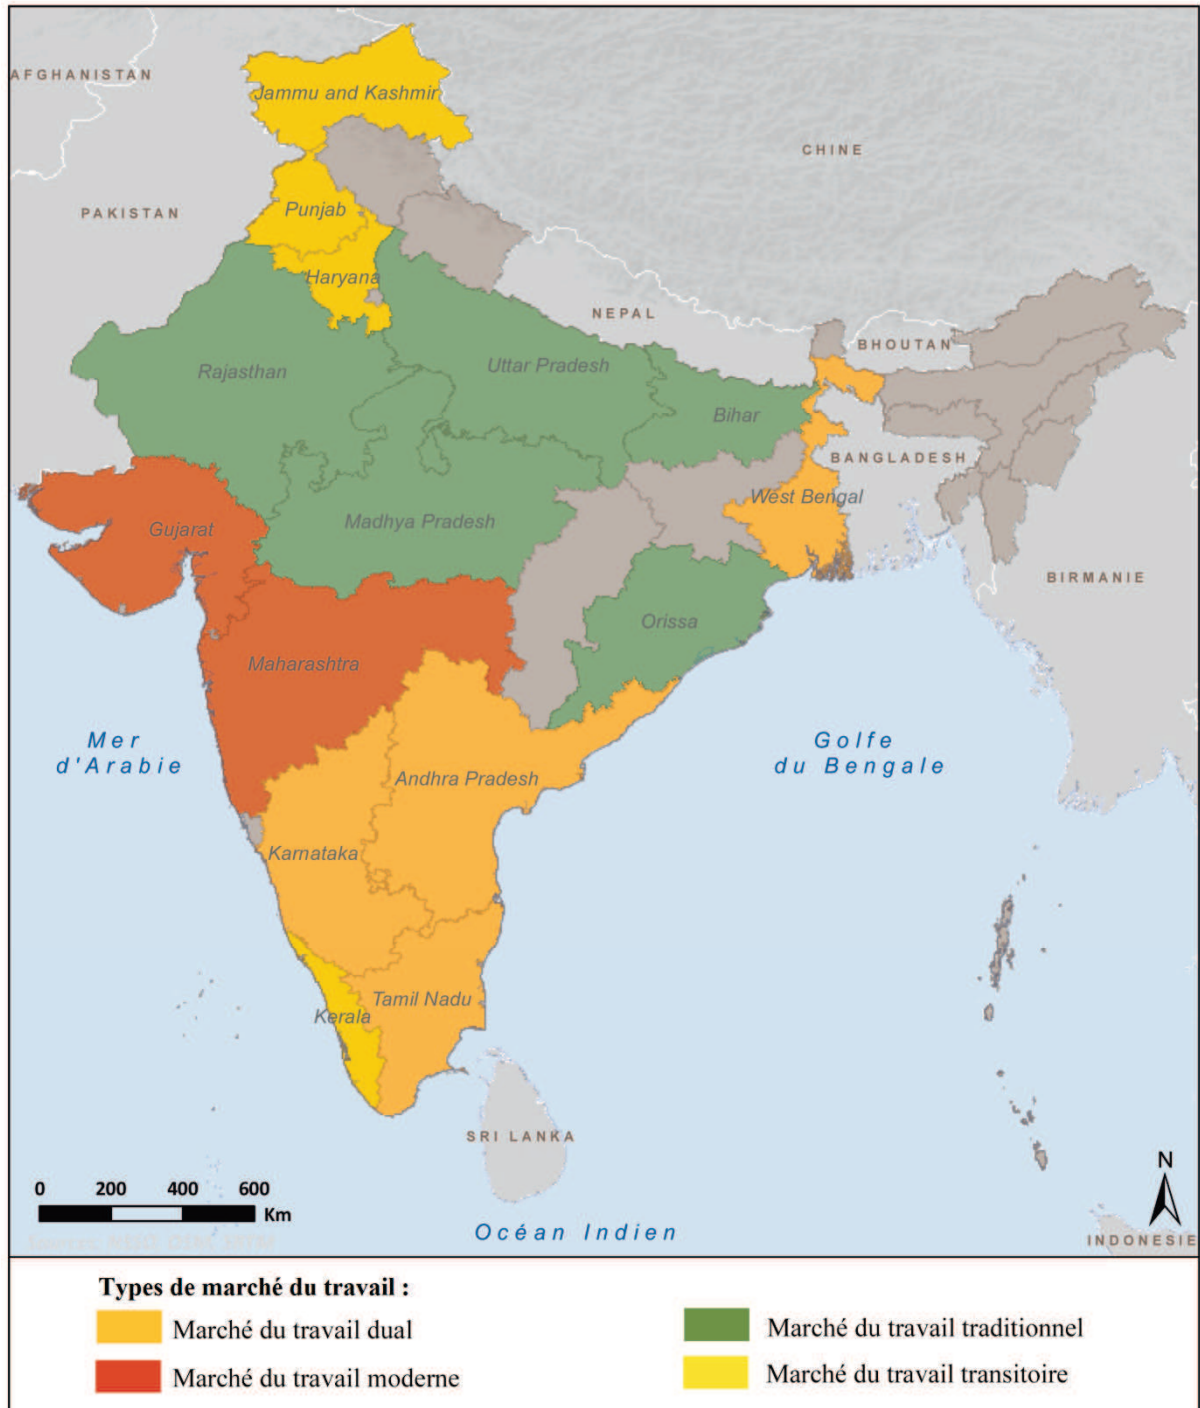 AFGHANISTAN
Jammu and Kashmir
CHINE
PAKISTAN
Punjab
Haryana
NEPAL
BHOUTAN
Rajasthan
Uttar Pradesh
Bihar
BANGLADESH
West Bengal
Gujarat
Madhya Pradesh
BIRMANIE
Orissa
Maharashtra
Mer
d'Arabie
Golfe
du Bengale
Andhra Pradesh
Karnataka
Tamil Nadu
Kerala
SRI LANKA
N
0 200 400 600
Km
Océan Indien
INDONESIE
Types de marché du travail :
Marché du travail dual
Marché du travail traditionnel
Marché du travail moderne
Marché du travail transitoire